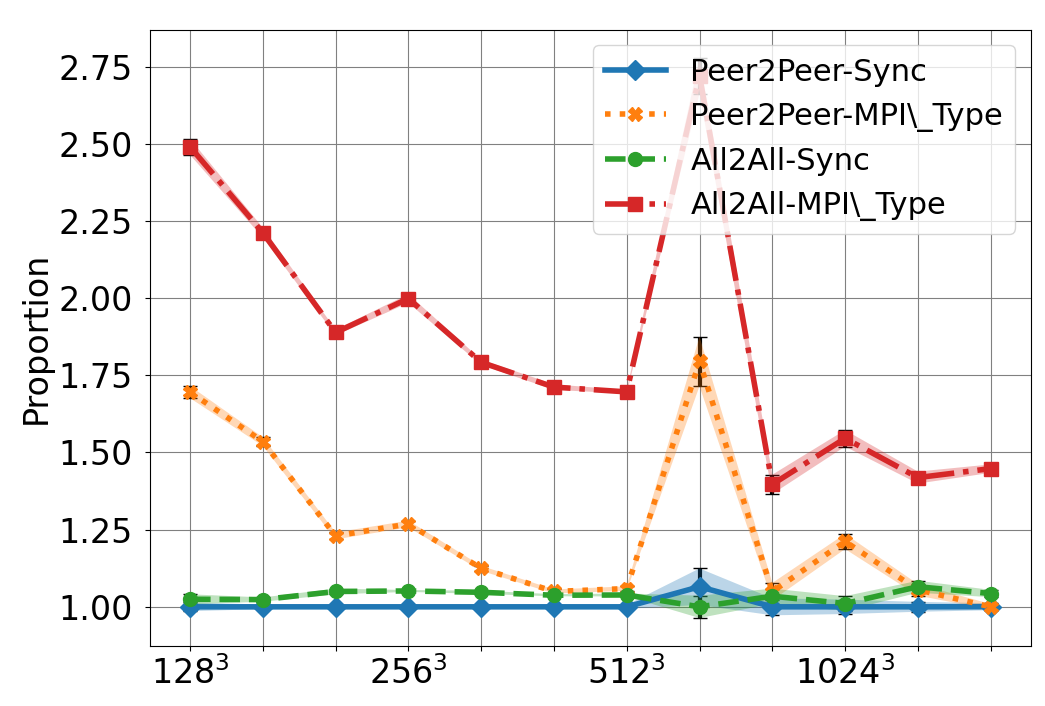 Proportion
2.75
2.50
2.25
2.00
1.75
1.50
1.25
1.00
128³
256³
512³
1024³
Peer2Peer-Sync
Peer2Peer-MPI\_Type
All2All-Sync
All2All-MPI\_Type